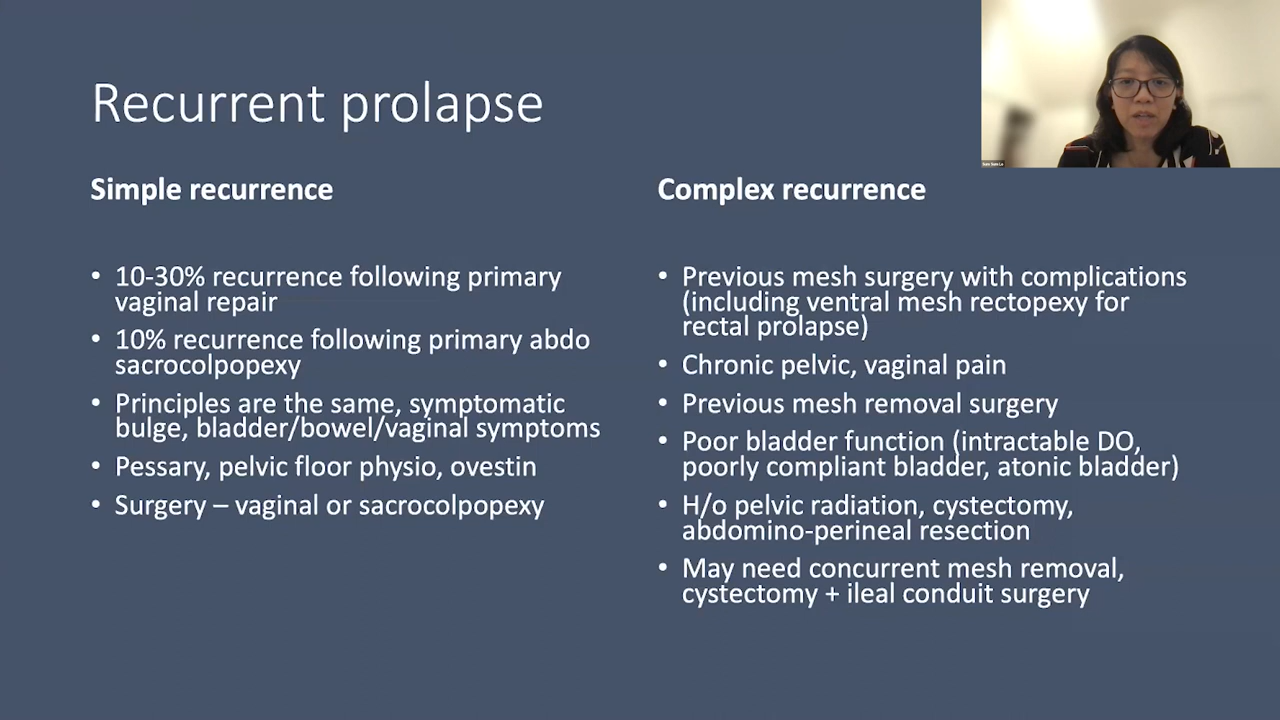 Recurrent prolapse
Simple recurrence
• 10-30% recurrence following primary
vaginal repair
• 10% recurrence following primary abdo
sacrocolpopexy
• Principles are the same, symptomatic
bulge, bladder/bowel/vaginal symptoms
• Pessary, pelvic floor physio, ovestin
• Surgery – vaginal or sacrocolpopexy
Complex recurrence
• Previous mesh surgery with complications
(including ventral mesh rectopexy for
rectal prolapse)
• Chronic pelvic, vaginal pain
• Previous mesh removal surgery
• Poor bladder function (intractable DO,
poorly compliant bladder, atonic bladder)
• H/o pelvic radiation, cystectomy,
abdomino-perineal resection
• May need concurrent mesh removal,
cystectomy + ileal conduit surgery